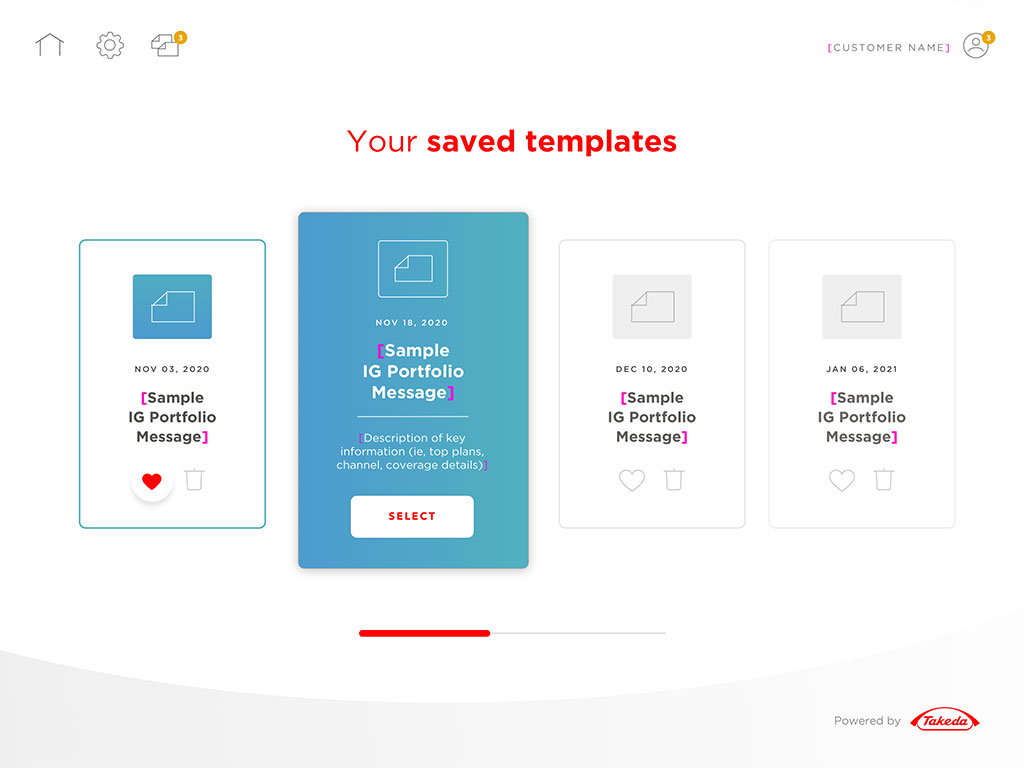 3
[CUSTOMER NAME]
3
Your saved templates
NOV 03, 2020
[Sample
IG Portfolio
Message]
NOV 18, 2020
[Sample
IG Portfolio
Message]
[Description of key
information (ie, top plans,
channel, coverage details)]
SELECT
DEC 10, 2020
[Sample
IG Portfolio
Message]
JAN 06, 2021
[Sample
IG Portfolio
Message]
Powered by Takeda